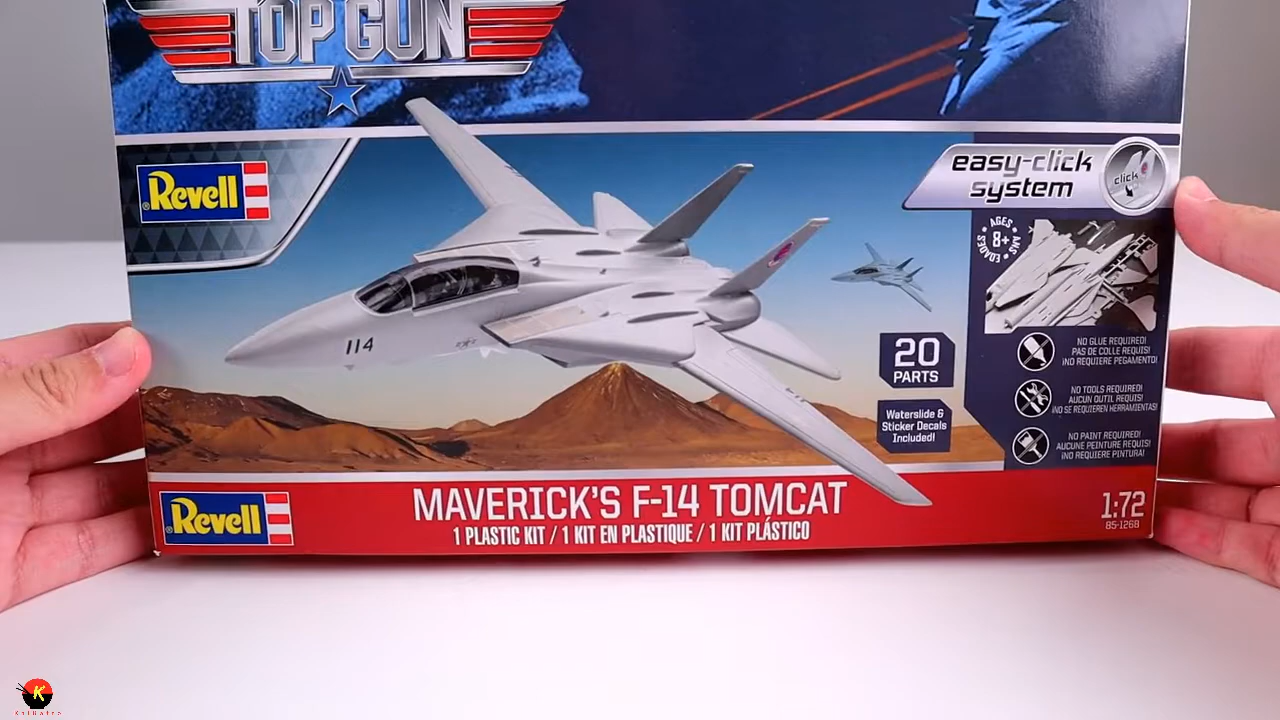 TOP GUN
Revell
easy-click
system
click
AGES
8+
ANS
EDADES
114
20
PARTS
Waterslide &
Sticker Decals
Included!
NO GLUE REQUIRED!
PAS DE COLLE REQUIS!
¡NO REQUIERE PEGAMENTO!
NO TOOLS REQUIRED!
AUCUN OUTIL REQUIS!
¡NO SE REQUIEREN HERRAMIENTAS!
NO PAINT REQUIRED!
AUCUNE PEINTURE REQUIS!
¡NO REQUIERE PINTURA!
Revell
MAVERICK'S F-14 TOMCAT
1 PLASTIC KIT / 1 KIT EN PLASTIQUE / 1 KIT PLÁSTICO
1:72
85-1268
K